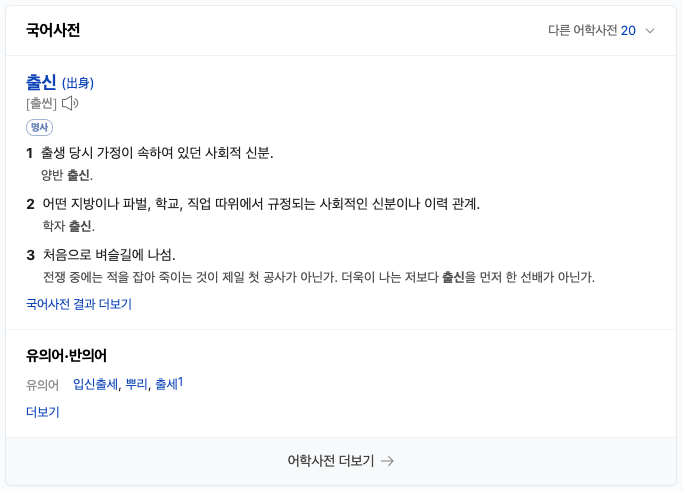 국어사전
다른 어학사전 20
출신 (出身)
[출씬]
명사
1 출생 당시 가정이 속하여 있던 사회적 신분.
양반 출신.
2 어떤 지방이나 파벌, 학교, 직업 따위에서 규정되는 사회적인 신분이나 이력 관계.
학자 출신.
3 처음으로 벼슬길에 나섬.
전쟁 중에는 적을 잡아 죽이는 것이 제일 첫 공사가 아닌가. 더욱이 나는 저보다 출신을 먼저 한 선배가 아닌가.
국어사전 결과 더보기
유의어·반의어
유의어 입신출세, 뿌리, 출세1
더보기
어학사전 더보기 →